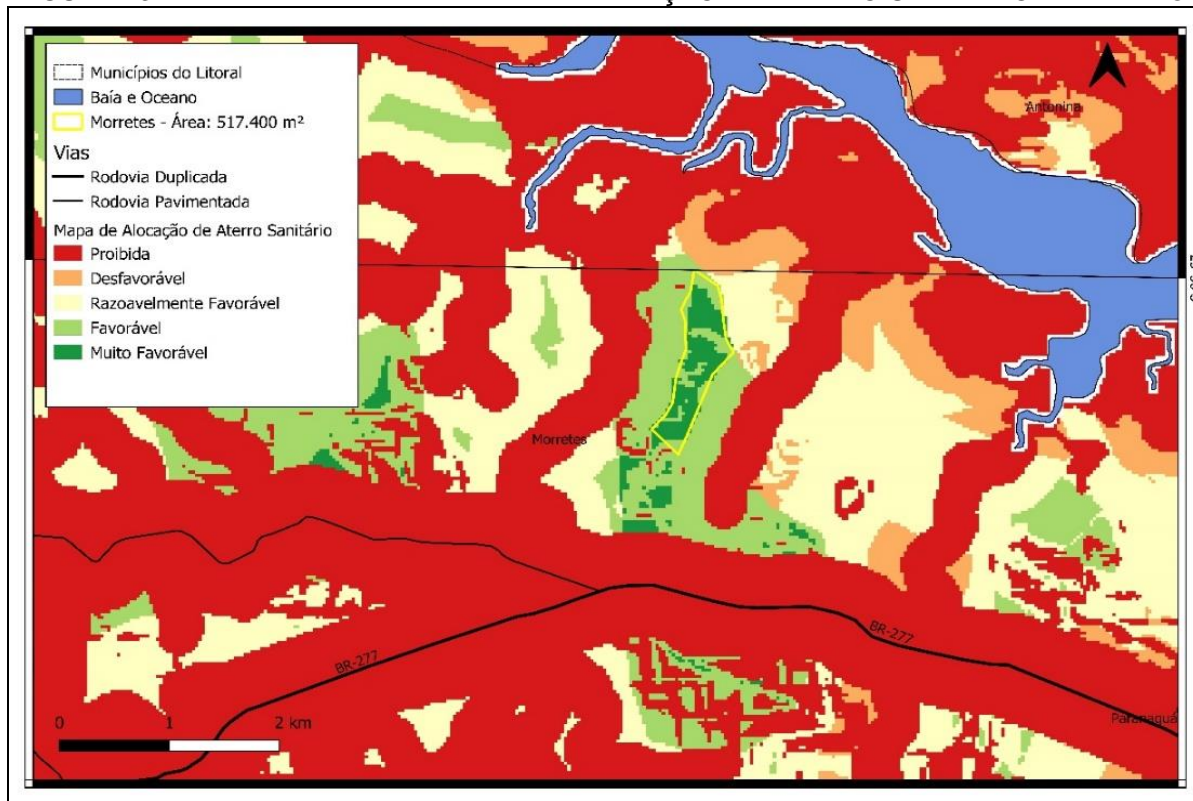 Municípios do Litoral
Baía e Oceano
Morretes - Área: 517.400 m²
Vias
Rodovia Duplicada
Rodovia Pavimentada
Mapa de Alocação de Aterro Sanitário
Proibida
Desfavorável
Razoavelmente Favorável
Favorável
Muito Favorável
Antonina
Morretes
BR-277
BR-277
Paranaguá
0 1 2 km